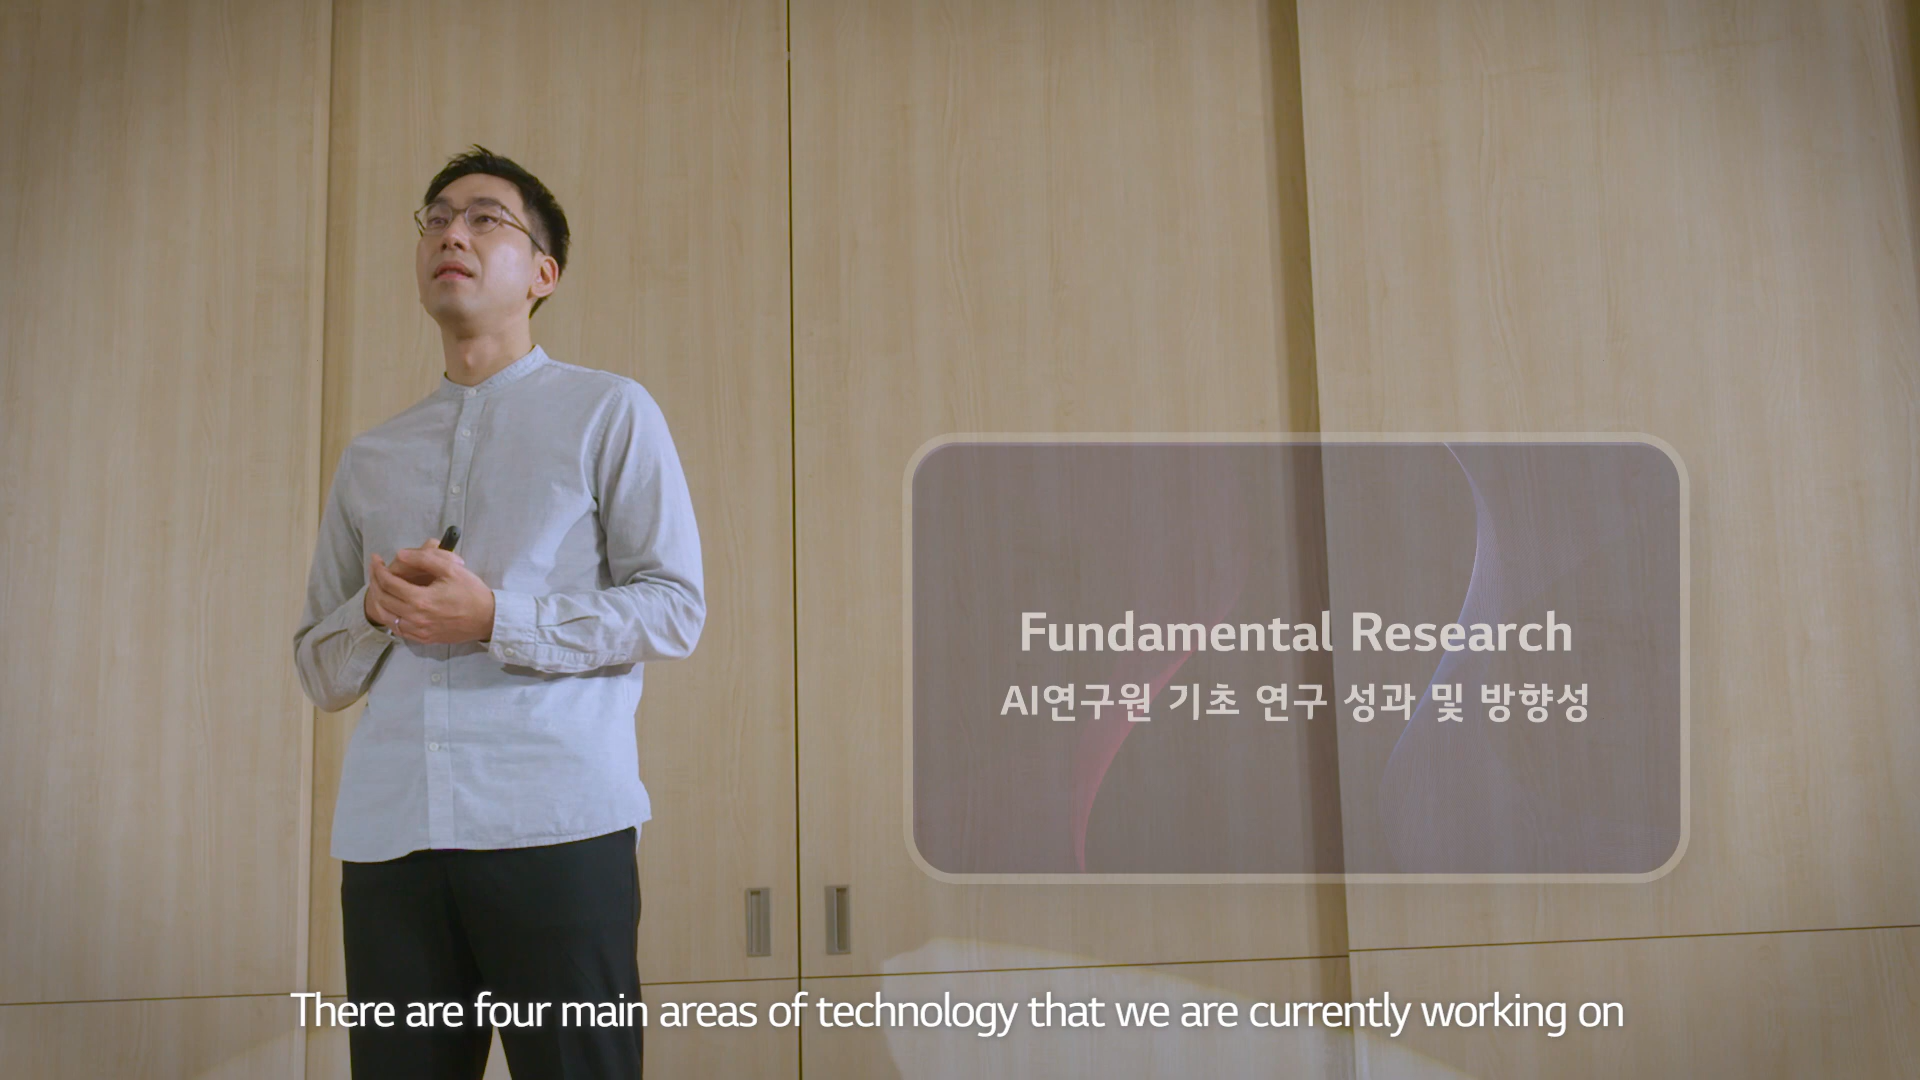 Fundamental Research
AI연구원 기초 연구 성과 및 방향성
There are four main areas of technology that we are currently working on